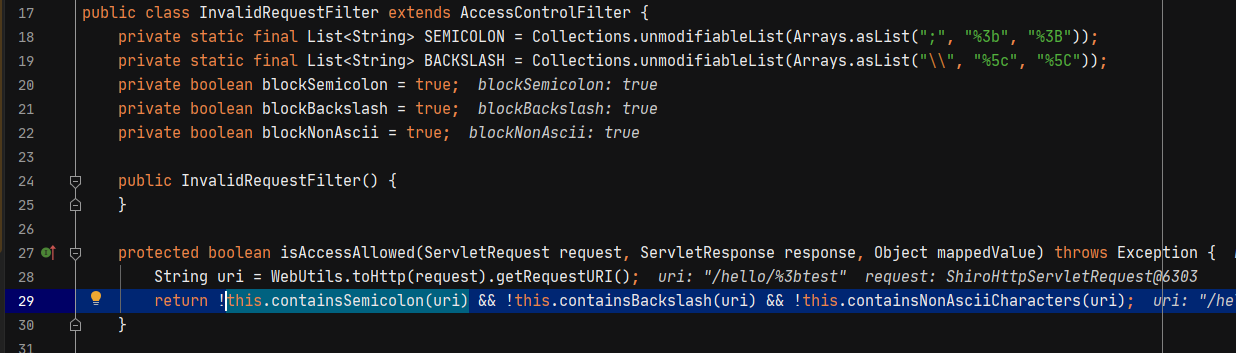 17 public class InvalidRequestFilter extends AccessControlFilter {
18 private static final List<String> SEMICOLON = Collections.unmodifiableList(Arrays.asList(";", "%3b", "%3B"));
19 private static final List<String> BACKSLASH = Collections.unmodifiableList(Arrays.asList("\\", "%5c", "%5C"));
20 private boolean blockSemicolon = true; blockSemicolon: true
21 private boolean blockBackslash = true; blockBackslash: true
22 private boolean blockNonAscii = true; blockNonAscii: true
23
24 public InvalidRequestFilter() {
25 }
26
27 protected boolean isAccessAllowed(ServletRequest request, ServletResponse response, Object mappedValue) throws Exception {
28 String uri = WebUtils.toHttp(request).getRequestURI(); uri: "/hello/%3btest" request: ShiroHttpServletRequest@6303
29 return !this.containsSemicolon(uri) && !this.containsBackslash(uri) && !this.containsNonAsciiCharacters(uri); uri: "/he
30 }
31